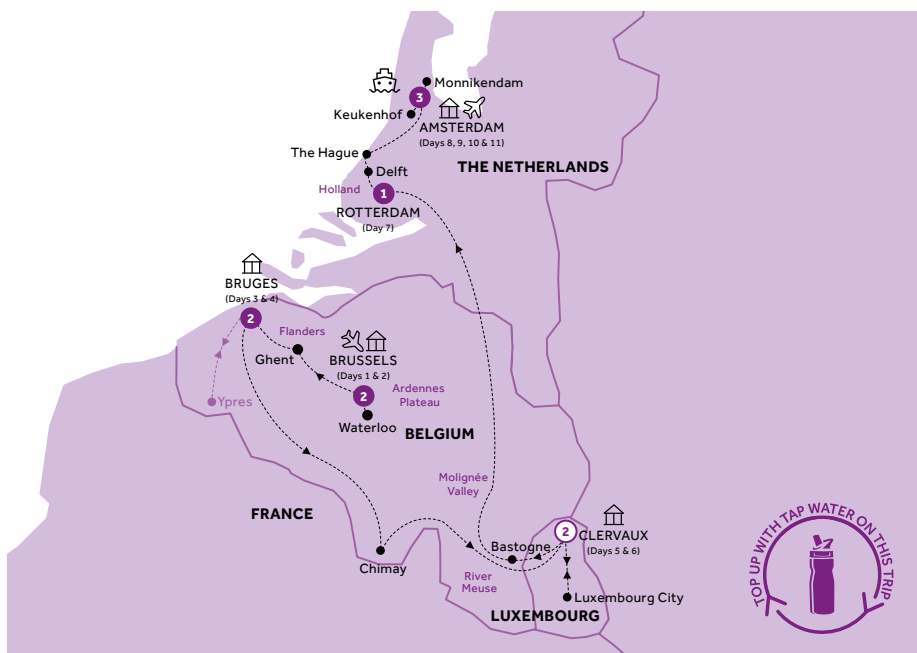 Monnikendam
3
Keukenhof
AMSTERDAM
(Days 8, 9, 10 & 11)
The Hague
THE NETHERLANDS
Delft
Holland
1
ROTTERDAM
(Day 7)
BRUGES
(Days 3 & 4)
2
Flanders
Ghent
BRUSSELS
(Days 1 & 2)
2
Ardennes
Plateau
Ypres
Waterloo
BELGIUM
Molignée
Valley
FRANCE
2
CLERVAUX
(Days 5 & 6)
Bastogne
Chimay
River
Meuse
Luxembourg City
LUXEMBOURG
TOP UP WITH TAP WATER ON THIS TRIP